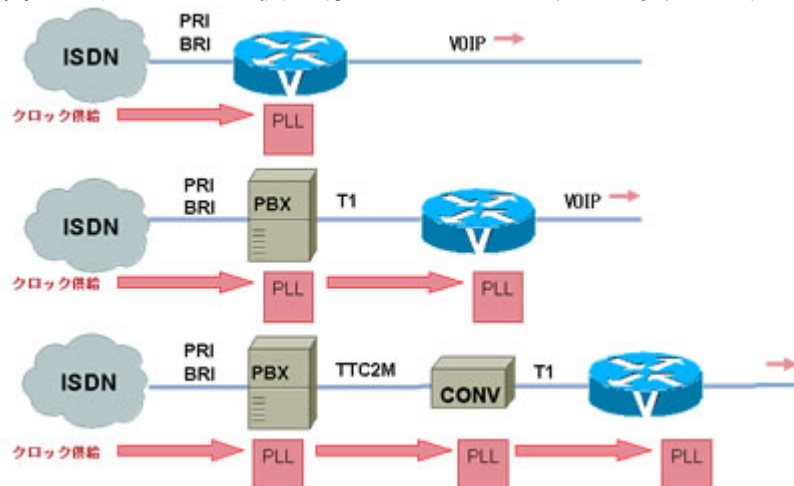 PRI
BRI
ISDN
VOIP
V
クロック供給
PLL
PRI
BRI
ISDN
PBX
T1
VOIP
V
クロック供給
PLL
PLL
PRI
BRI
ISDN
PBX
TTC2M
CONV
T1
V
クロック供給
PLL
PLL
PLL